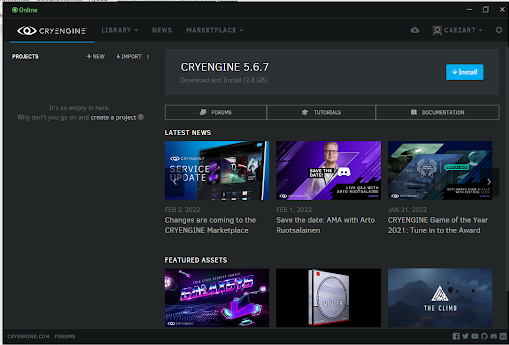 Online
CRYENGINE
LIBRARY
NEWS
MARKETPLACE
CAEZAR7
PROJECTS
+ NEW
IMPORT
CRYENGINE 5.6.7
Download and Install (2.8 GB)
Install
It's so empty in here.
Why don't you go on and create a project
FORUMS
TUTORIALS
DOCUMENTATION
LATEST NEWS
CRYENGINE
SERVICE
UPDATE
SAVE THE
DATE:
LIVE Q&A WITH
ARTO RUOTSALAINEN
CRYENGINE
CRYENGINE
FEB 2, 2022
Changes are coming to the
CRYENGINE Marketplace
FEB 1, 2022
Save the date: AMA with Arto
Ruotsalainen
JAN 31, 2022
CRYENGINE Game of the Year
2021: Tune in to the Award
FEATURED ASSETS
GALAXSYS
CRYENGINE
THE CLIMB
CRYENGINE.COM
FORUMS